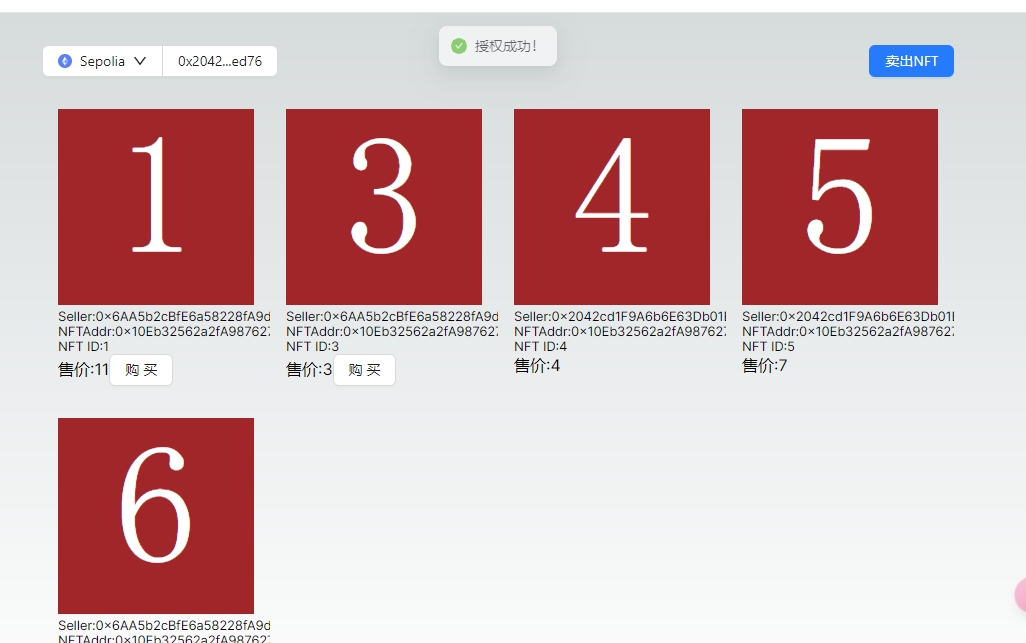 授权成功!
Sepolia 0x2042...ed76 卖出NFT
1 3 4 5
Seller:0×6AA5b2cBfE6a58228fA9d Seller:0×6AA5b2cBfE6a58228fA9d Seller:0×2042cd1F9A6b6E63Db01 Seller:0×2042cd1F9A6b6E63Db01
NFTAddr:0×10Eb32562a2fA98762 NFTAddr:0×10Eb32562a2fA98762 NFTAddr:0×10Eb32562a2fA98762 NFTAddr:0×10Eb32562a2fA98762
NFT ID:1 NFT ID:3 NFT ID:4 NFT ID:5
售价:11 购 买 售价:3 购 买 售价:4 售价:7
6
Seller:0×6AA5b2cBfE6a58228fA9d
NFTAddr:0×10Eb32562a2fA98762